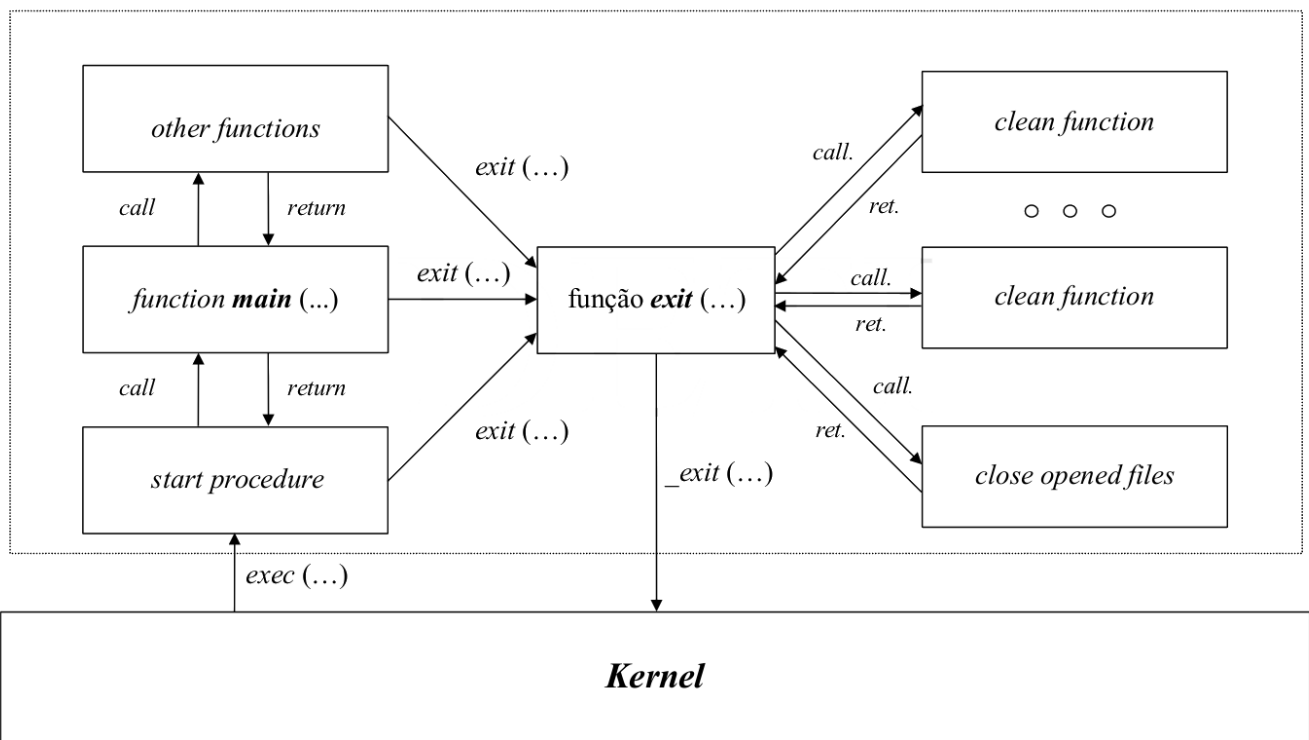 other functions
clean function
exit (…)
call.
call
return
ret.
function main (...)
exit (…)
função exit (…)
call.
ret.
clean function
call
return
call.
start procedure
exit (…)
ret.
_exit (…)
close opened files
exec (…)
Kernel